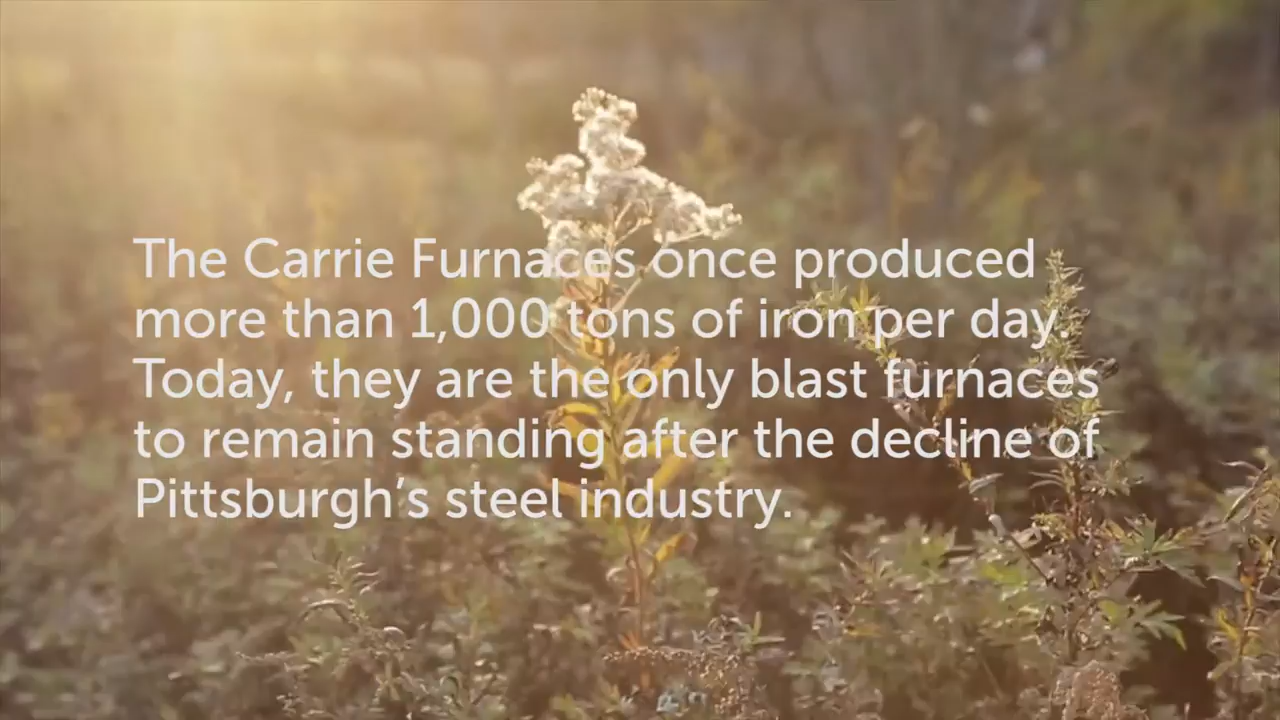 The Carrie Furnaces once produced
more than 1,000 tons of iron per day.
Today, they are the only blast furnaces
to remain standing after the decline of
Pittsburgh’s steel industry.